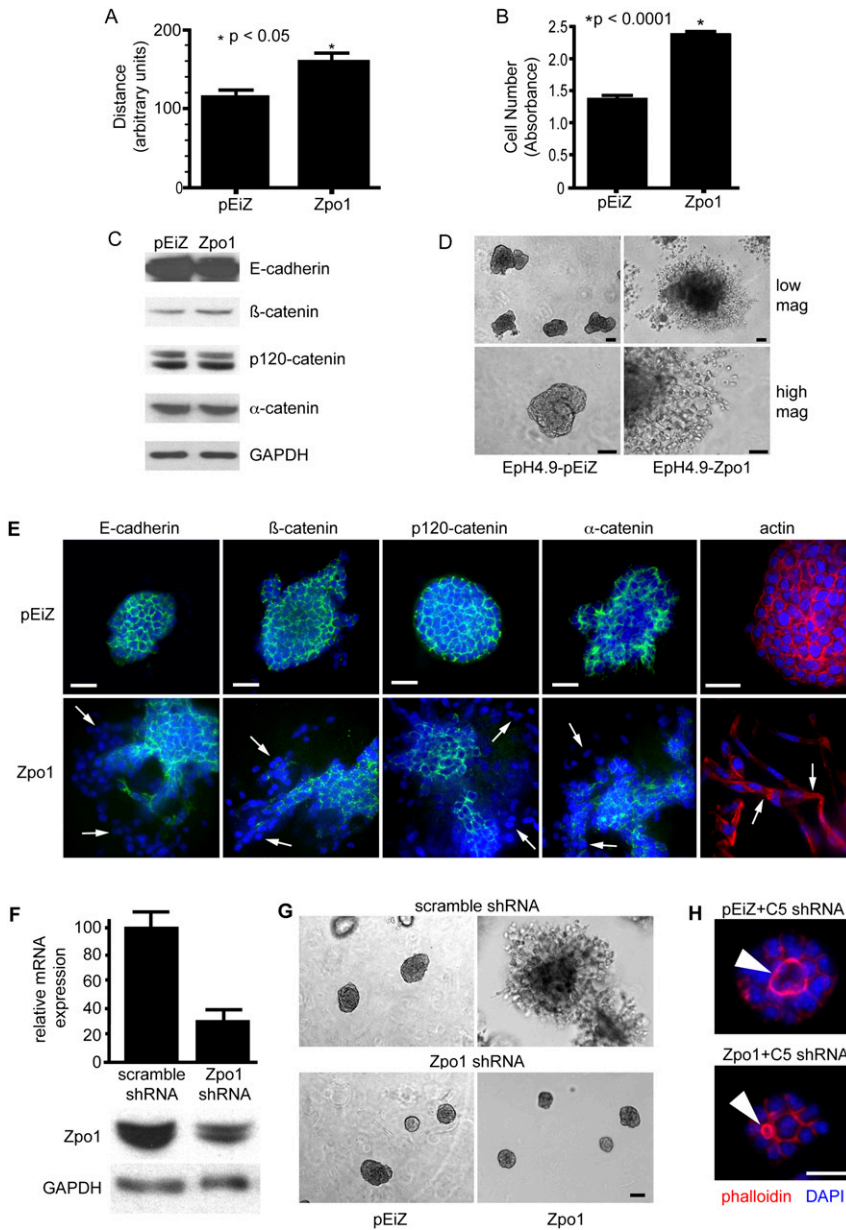 A
200
100
0
Distance
(arbitrary units)
* p < 0.05
*
pEiZ
Zpo1
B
2.5
2.0
1.5
1.0
0.5
0
Cell Number
(Absorbance)
*p < 0.0001
*
pEiZ
Zpo1
C
pEiZ Zpo1
E-cadherin
ß-catenin
p120-catenin
α-catenin
GAPDH
D
low
mag
high
mag
EpH4.9-pEiZ
EpH4.9-Zpo1
E
E-cadherin
ß-catenin
p120-catenin
α-catenin
actin
pEiZ
Zpo1
F
relative mRNA
expression
100
80
60
40
20
0
scramble
shRNA
Zpo1
shRNA
Zpo1
GAPDH
G
scramble shRNA
Zpo1 shRNA
pEiZ
Zpo1
H
pEiZ+C5 shRNA
Zpo1+C5 shRNA
phalloidin DAPI